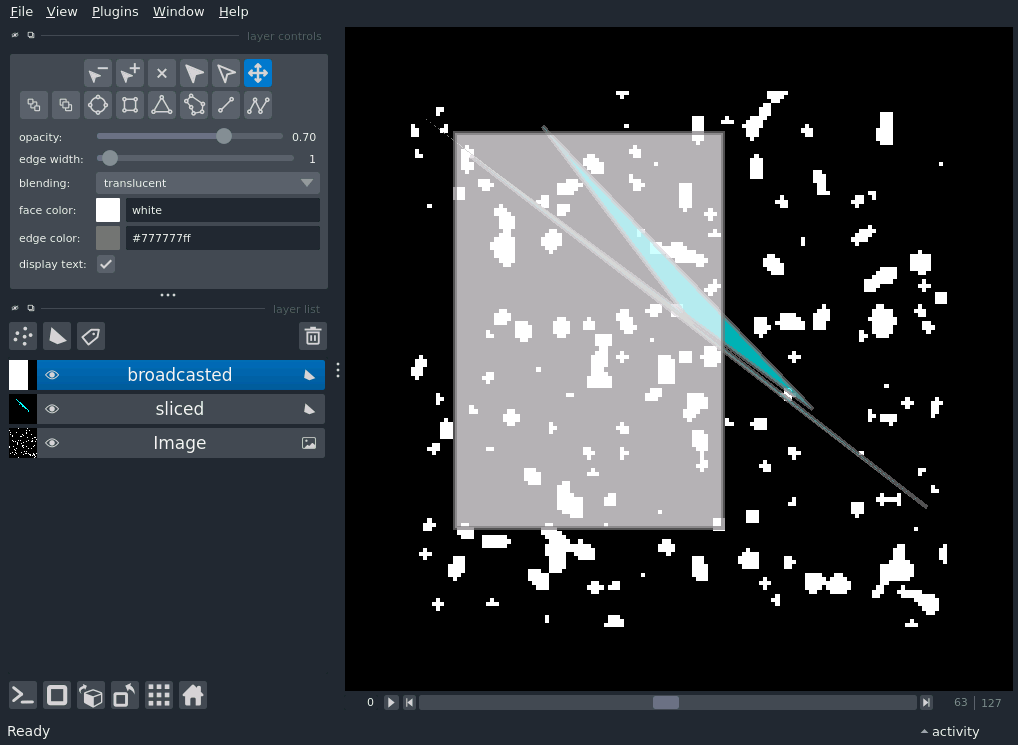 File View Plugins Window Help
layer controls
opacity: 0.70
edge width: 1
blending: translucent
face color: white
edge color: #777777ff
display text:
layer list
broadcasted
sliced
Image
0 63 127
Ready activity